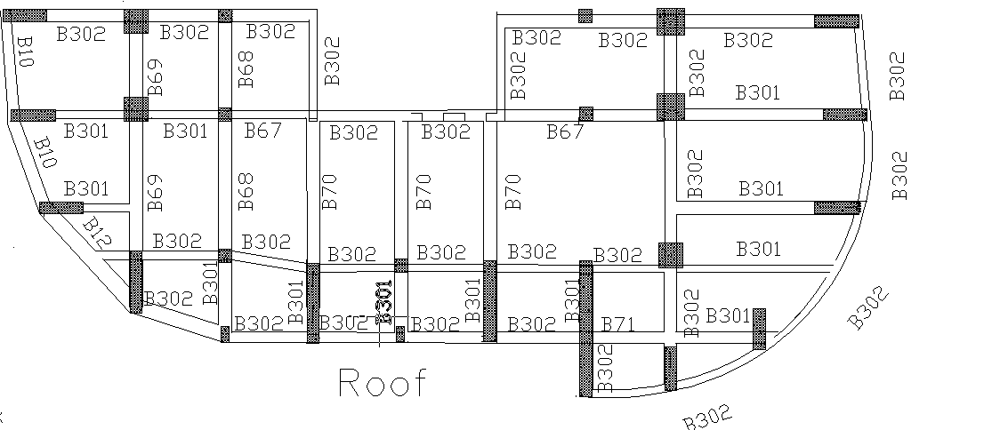 B302 B302 B302 B302 B302 B302
B10 B69 B68 B302 B302 B302 B302
B301
B301 B301 B67 B302 B302 B67
B10 B302 B302
B301 B69 B68 B70 B70 B70 B301
B12 B302 B302 B302 B302 B302 B302 B301
B302 B301 B301 B301 B301 B301 B302 B302
B302 B302 B302 B302 B71 B301
B302
Roof
B302